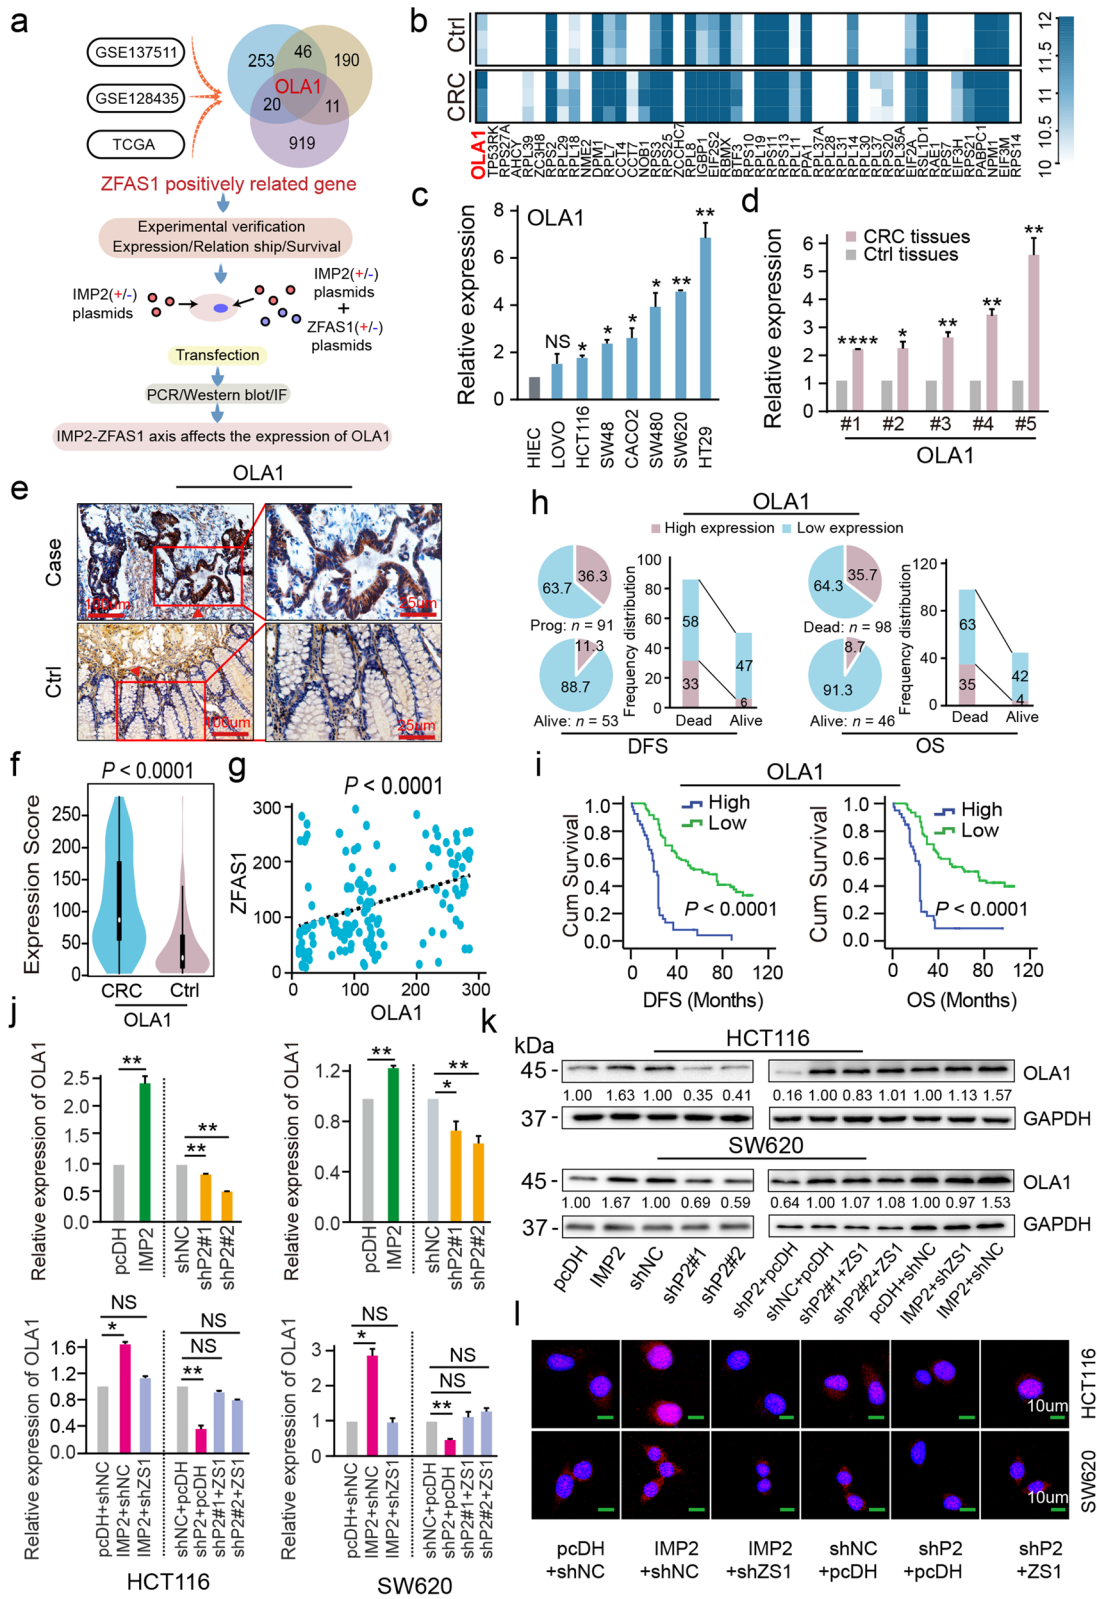 a
GSE137511
GSE128435
TCGA
253
46
190
OLA1
20
11
919
ZFAS1 positively related gene
Experimental verification
Expression/Relation ship/Survival
IMP2(+/-)
plasmids
IMP2(+/-)
plasmids
+
ZFAS1(+/-)
plasmids
Transfection
PCR/Western blot/IF
IMP2-ZFAS1 axis affects the expression of OLA1
b
Ctrl
CRC
12
11.5
11
10.5
10
OLA1
TP53RK
RPS27A
AHCY
RPL39
ZC3H8
RPS2
RPL29
RPL18
NME2
DPM1
RPL7
CCT4
CCT7
NOB1
RPS3
RPS25
ZCCHC7
RPL8
IGBP1
EIF2S2
RBMX
BTF3
RPS10
RPL19
RPS11
RPS13
RPL11
RPA1
RPL37A
RPL28
RPL31
RPL14
RPL30
RPL37
RPS20
RPL35A
EIF2A
RSL1D1
RAE1
RPS7
EIF3H
RPS21
PABPC1
NPM1
EIF3M
RPS14
c
OLA1
Relative expression
8
6
4
2
0
NS
*
*
*
*
**
**
HIEC
LOVO
HCT116
SW48
CACO2
SW480
SW620
HT29
d
CRC tissues
Ctrl tissues
Relative expression
6
5
4
3
2
1
0
****
*
**
**
**
#1
#2
#3
#4
#5
OLA1
e
OLA1
Case
Ctrl
100um
25um
100um
25um
f
P < 0.0001
Expression Score
250
200
150
100
50
0
CRC
Ctrl
OLA1
g
P < 0.0001
ZFAS1
300
200
100
0
0
100
200
300
OLA1
h
OLA1
High expression
Low expression
36.3
63.7
Prog: n = 91
11.3
88.7
Alive: n = 53
Frequency distribution
100
80
60
40
20
0
58
33
47
6
Dead
Alive
DFS
35.7
64.3
Dead: n = 98
8.7
91.3
Alive: n = 46
Frequency distribution
120
80
40
0
63
35
42
4
Dead
Alive
OS
i
OLA1
Cum Survival
1.0
0.8
0.6
0.4
0.2
0.0
High
Low
P < 0.0001
0
40
80
120
DFS (Months)
Cum Survival
1.0
0.8
0.6
0.4
0.2
0.0
High
Low
P < 0.0001
0
40
80
120
OS (Months)
j
Relative expression of OLA1
2.5
2.0
1.5
1.0
0.5
0.0
**
**
**
pcDH
IMP2
shNC
shP2#1
shP2#2
Relative expression of OLA1
1.2
0.8
0.4
0.0
**
**
*
pcDH
IMP2
shNC
shP2#1
shP2#2
Relative expression of OLA1
1.6
1.2
0.8
0.4
0.0
NS
*
NS
NS
**
pcDH+shNC
IMP2+shNC
IMP2+shZS1
shNC+pcDH
shP2+pcDH
shP2#1+ZS1
shP2#2+ZS1
HCT116
Relative expression of OLA1
3
2
1
0
NS
*
NS
NS
**
pcDH+shNC
IMP2+shNC
IMP2+shZS1
shNC+pcDH
shP2+pcDH
shP2#1+ZS1
shP2#2+ZS1
SW620
k
kDa
HCT116
45
OLA1
1.00 1.63 1.00 0.35 0.41 0.16 1.00 0.83 1.01 1.00 1.13 1.57
37
GAPDH
SW620
45
OLA1
1.00 1.67 1.00 0.69 0.59 0.64 1.00 1.07 1.08 1.00 0.97 1.53
37
GAPDH
pcDH
IMP2
shNC
shP2#1
shP2#2
shP2+pcDH
shNC+pcDH
shP2#1+ZS1
shP2#2+ZS1
pcDH+shNC
IMP2+shZS1
IMP2+shNC
l
HCT116
10um
SW620
10um
pcDH
+shNC
IMP2
+shNC
IMP2
+shZS1
shNC
+pcDH
shP2
+pcDH
shP2
+ZS1